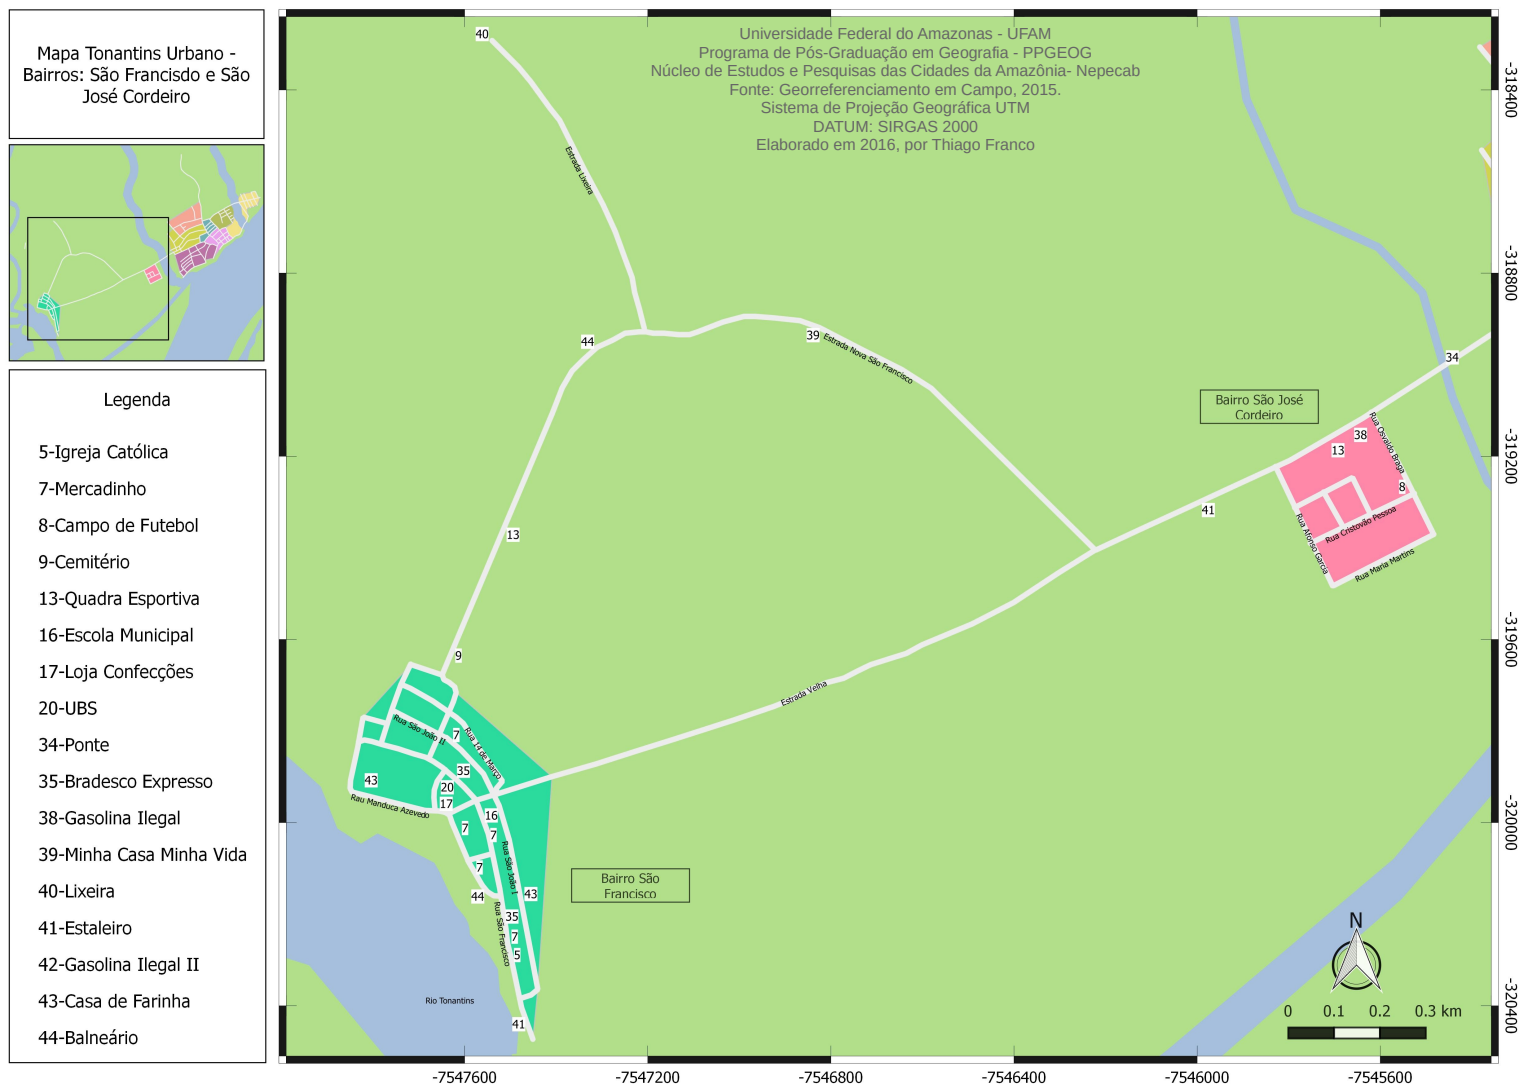 Mapa Tonantins Urbano -
Bairros: São Francisdo e São
José Cordeiro
Legenda
5-Igreja Católica
7-Mercadinho
8-Campo de Futebol
9-Cemitério
13-Quadra Esportiva
16-Escola Municipal
17-Loja Confecções
20-UBS
34-Ponte
35-Bradesco Expresso
38-Gasolina Ilegal
39-Minha Casa Minha Vida
40-Lixeira
41-Estaleiro
42-Gasolina Ilegal II
43-Casa de Farinha
44-Balneário
Universidade Federal do Amazonas - UFAM
Programa de Pós-Graduação em Geografia - PPGEOG
Núcleo de Estudos e Pesquisas das Cidades da Amazônia- Nepecab
Fonte: Georreferenciamento em Campo, 2015.
Sistema de Projeção Geográfica UTM
DATUM: SIRGAS 2000
Elaborado em 2016, por Thiago Franco
40
Estrada Lixeira
44
39
Estrada Nova São Francisco
34
Bairro São José
Cordeiro
Rua Osvaldo Braga
38
13
8
41
Rua Cristovão Pessoa
Rua Afonso Garcia
Rua Maria Martins
13
9
Estrada Velha
Rua São João II
7
Rua 14 de Março
35
43
20
17
Rau Manduca Azevedo
16
7
7
Rua São João I
7
44
43
Rua São Francisco
35
7
5
Bairro São
Francisco
Rio Tonantins
41
N
0 0.1 0.2 0.3 km
-318400
-318800
-319200
-319600
-320000
-320400
-7547600
-7547200
-7546800
-7546400
-7546000
-7545600